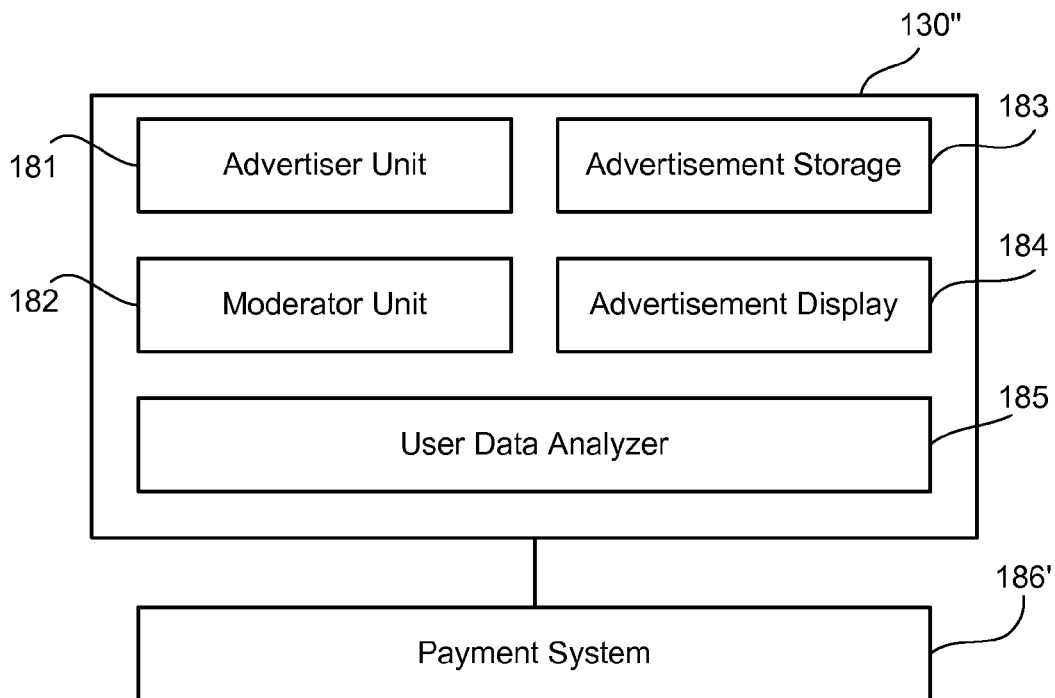 130"
181
Advertiser Unit
Advertisement Storage
183
182
Moderator Unit
Advertisement Display
184
User Data Analyzer
185
Payment System
186'